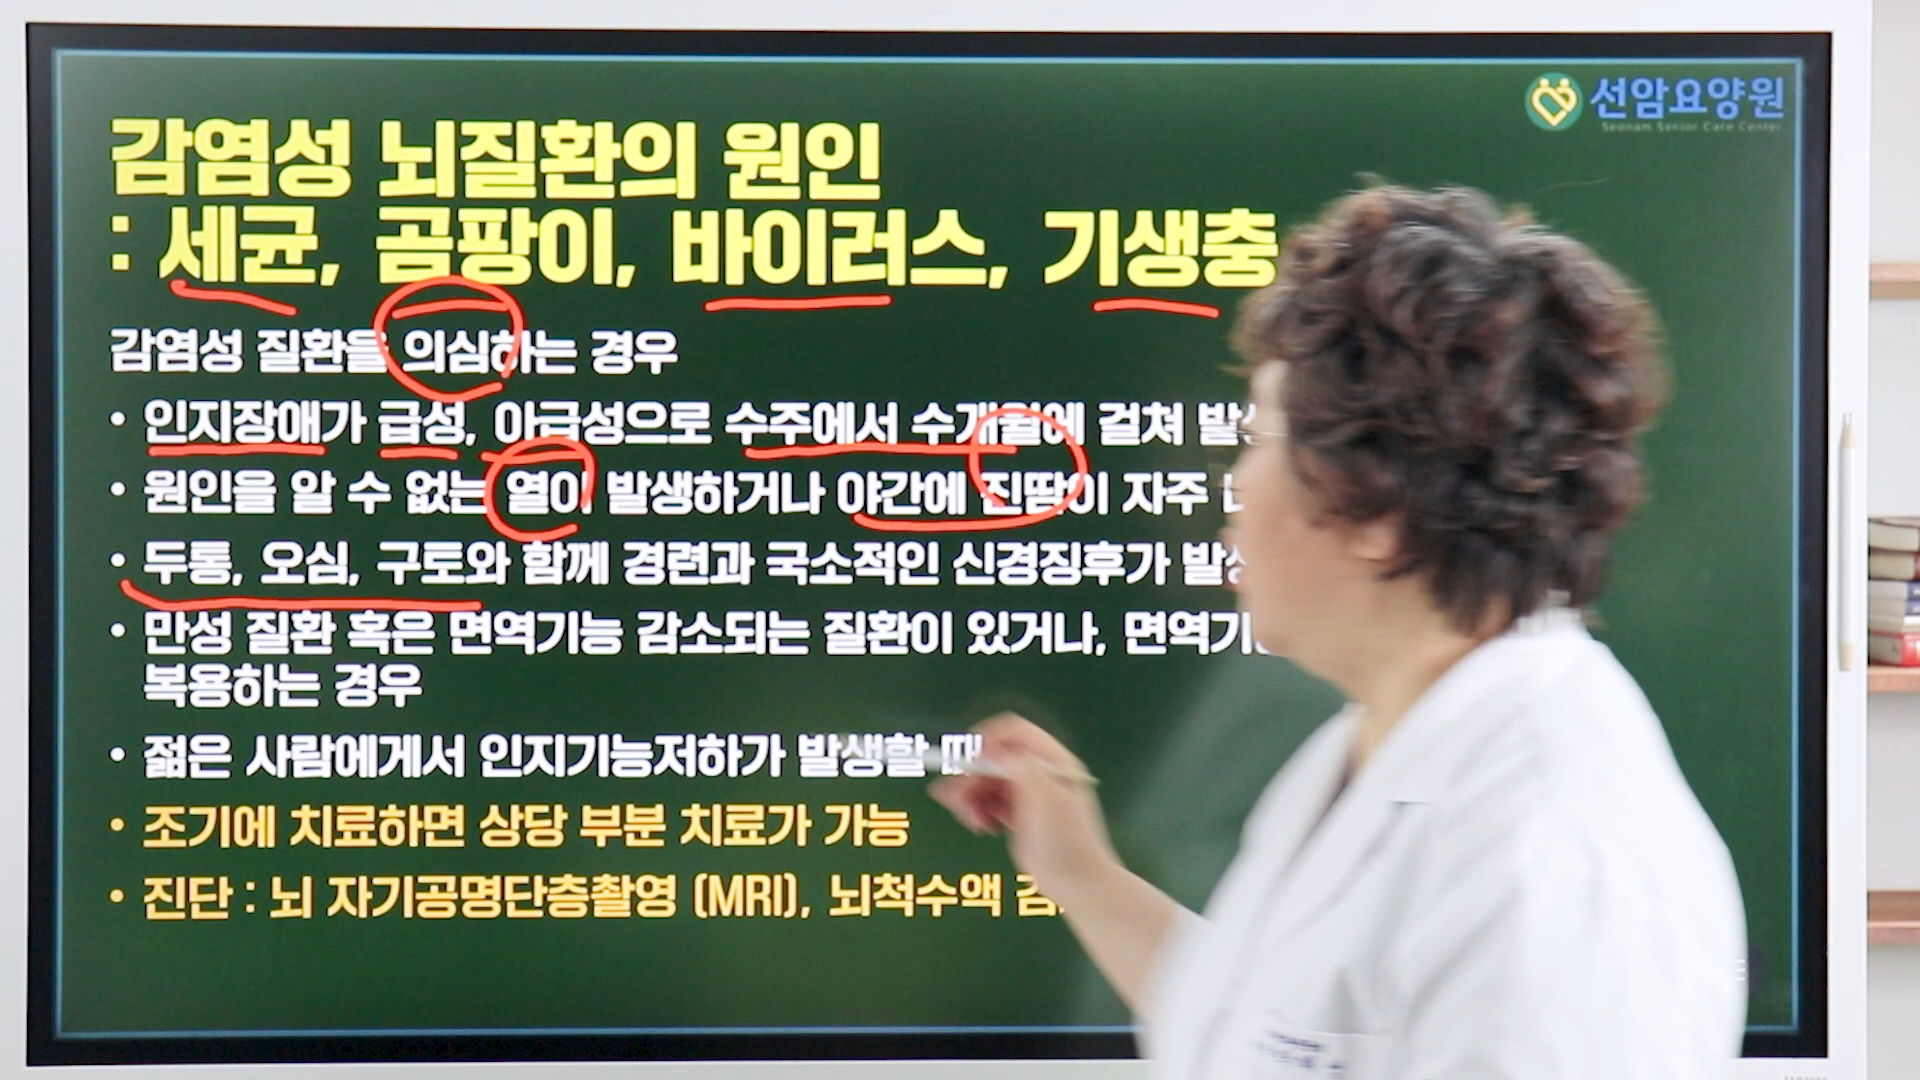 선암요양원
Seonam Senior Care Center
감염성 뇌질환의 원인
: 세균, 곰팡이, 바이러스, 기생충
감염성 질환을 의심하는 경우
• 인지장애가 급성, 아급성으로 수주에서 수개월에 걸쳐
• 원인을 알 수 없는 열이 발생하거나 야간에 진땀이 자주
• 두통, 오심, 구토와 함께 경련과 국소적인 신경징후가
• 만성 질환 혹은 면역기능 감소되는 질환이 있거나,
복용하는 경우
• 젊은 사람에게서 인지기능저하가 발생할 때
• 조기에 치료하면 상당 부분 치료가 가능
• 진단 : 뇌 자기공명단층촬영 (MRI), 뇌척수액